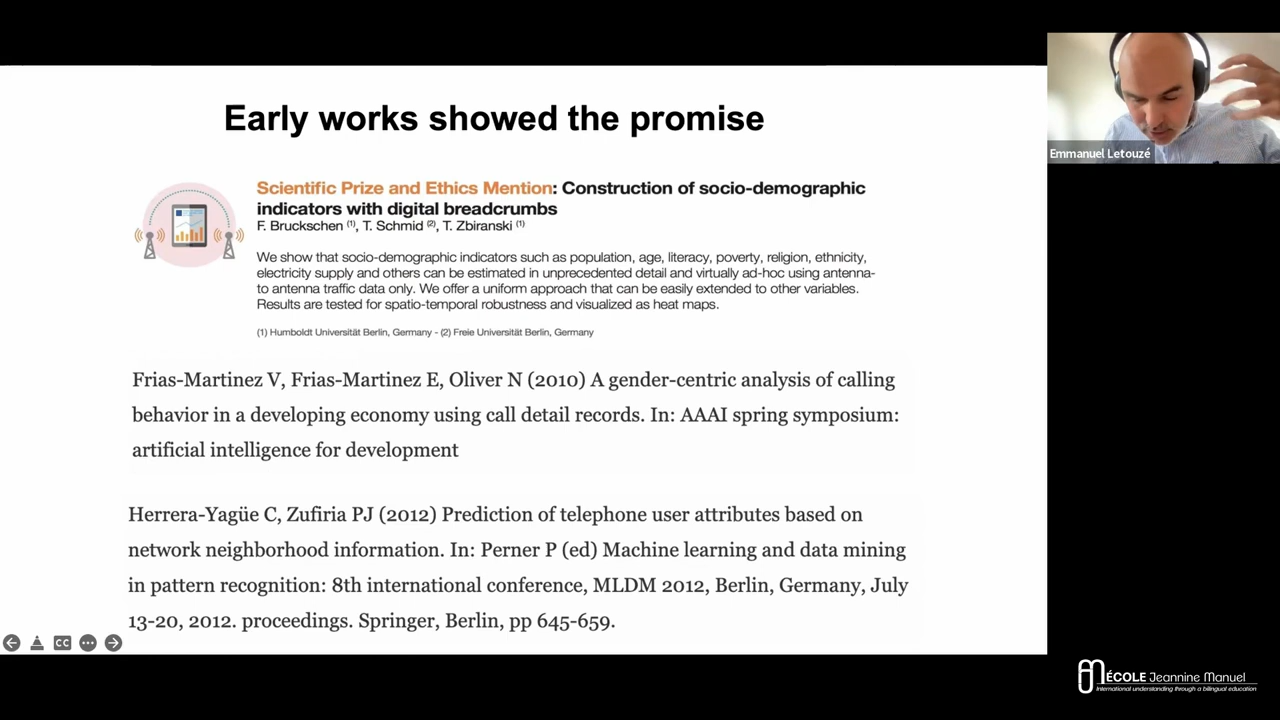 Early works showed the promise
Scientific Prize and Ethics Mention: Construction of socio-demographic
indicators with digital breadcrumbs
F. Bruckschen (1), T. Schmid (2), T. Zbiranski (1)
We show that socio-demographic indicators such as population, age, literacy, poverty, religion, ethnicity,
electricity supply and others can be estimated in unprecedented detail and virtually ad-hoc using antenna-
to antenna traffic data only. We offer a uniform approach that can be easily extended to other variables.
Results are tested for spatio-temporal robustness and visualized as heat maps.
(1) Humboldt Universität Berlin, Germany - (2) Freie Universität Berlin, Germany
Frias-Martinez V, Frias-Martinez E, Oliver N (2010) A gender-centric analysis of calling
behavior in a developing economy using call detail records. In: AAAI spring symposium:
artificial intelligence for development
Herrera-Yagüe C, Zufiria PJ (2012) Prediction of telephone user attributes based on
network neighborhood information. In: Perner P (ed) Machine learning and data mining
in pattern recognition: 8th international conference, MLDM 2012, Berlin, Germany, July
13-20, 2012. proceedings. Springer, Berlin, pp 645-659.
CC
Emmanuel Letouzé
ÉCOLE Jeannine Manuel
International understanding through a bilingual education